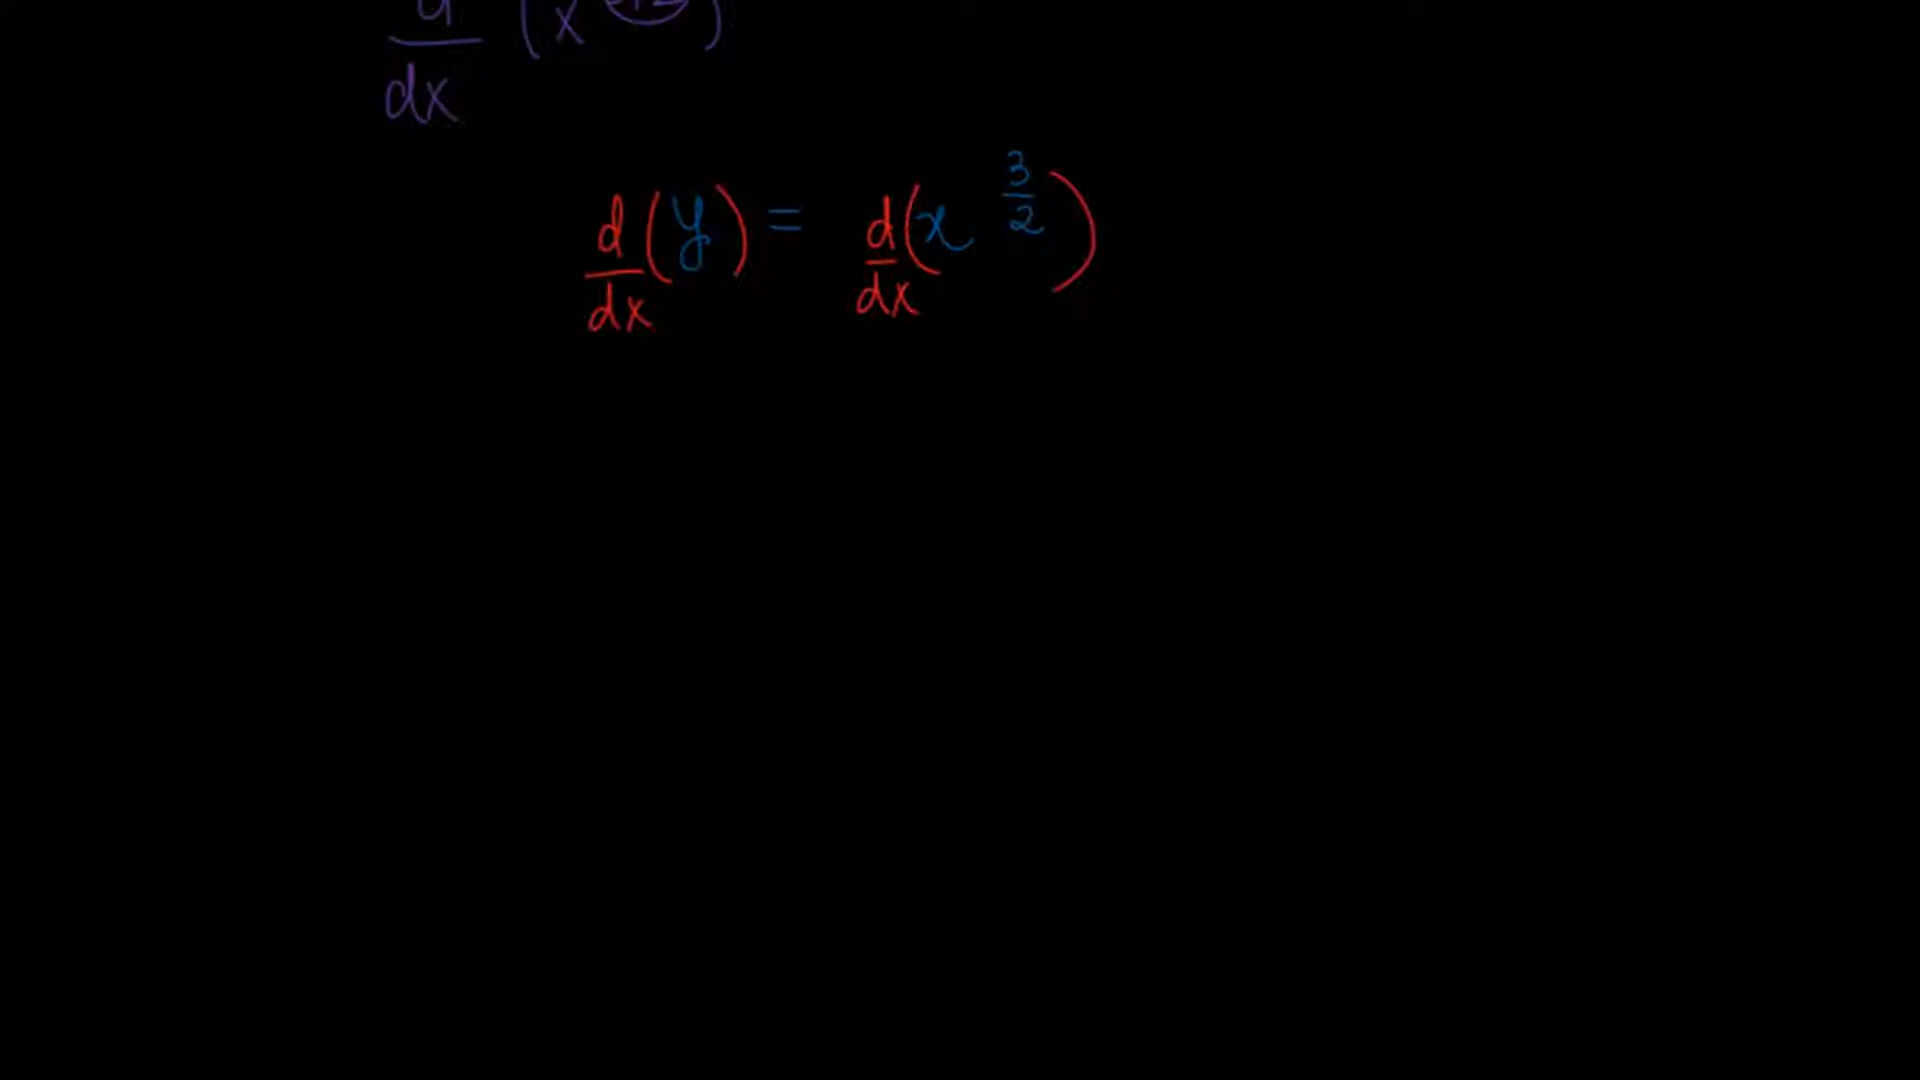 d/dx (x
d/dx (y) = d/dx (x^(3/2))